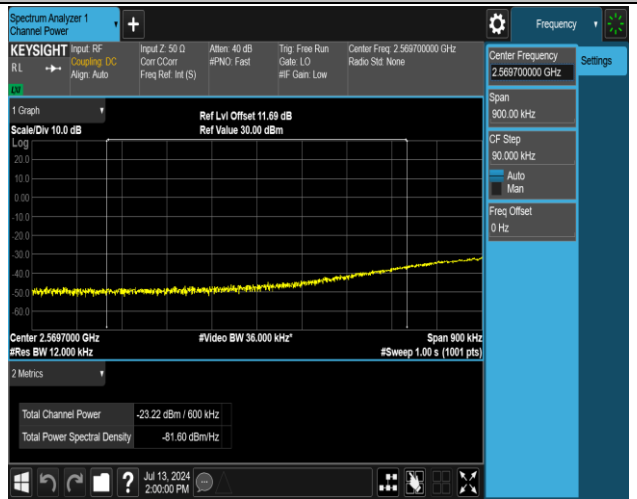 Spectrum Analyzer 1
Channel Power
Frequency
KEYSIGHT
RL
Input: RF
Coupling: DC
Align: Auto
Input Z: 50 Ω
Corr CCorr
Freq Ref: Int (S)
Atten: 40 dB
#PNO: Fast
Trig: Free Run
Gate: LO
#IF Gain: Low
Center Freq: 2.569700000 GHz
Radio Std: None
Center Frequency
2.569700000 GHz
Settings
Span
900.00 kHz
CF Step
90.000 kHz
Auto
Man
Freq Offset
0 Hz
1 Graph
Scale/Div 10.0 dB
Ref Lvl Offset 11.69 dB
Ref Value 30.00 dBm
Log
20.0
10.0
0.00
-10.0
-20.0
-30.0
-40.0
-50.0
-60.0
Center 2.5697000 GHz
#Video BW 36.000 kHz*
Span 900 kHz
#Res BW 12.000 kHz
#Sweep 1.00 s (1001 pts)
2 Metrics
Total Channel Power -23.22 dBm / 600 kHz
Total Power Spectral Density -81.60 dBm/Hz
?
Jul 13, 2024
2:00:00 PM